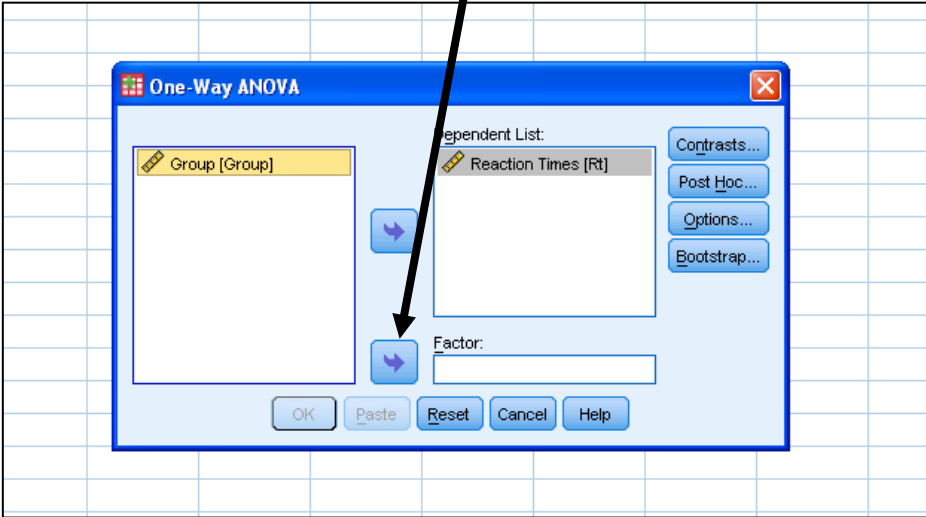 One-Way ANOVA
Group [Group]
Dependent List:
Reaction Times [Rt]
Contrasts...
Post Hoc...
Options...
Bootstrap...
Factor:
OK
Paste
Reset
Cancel
Help